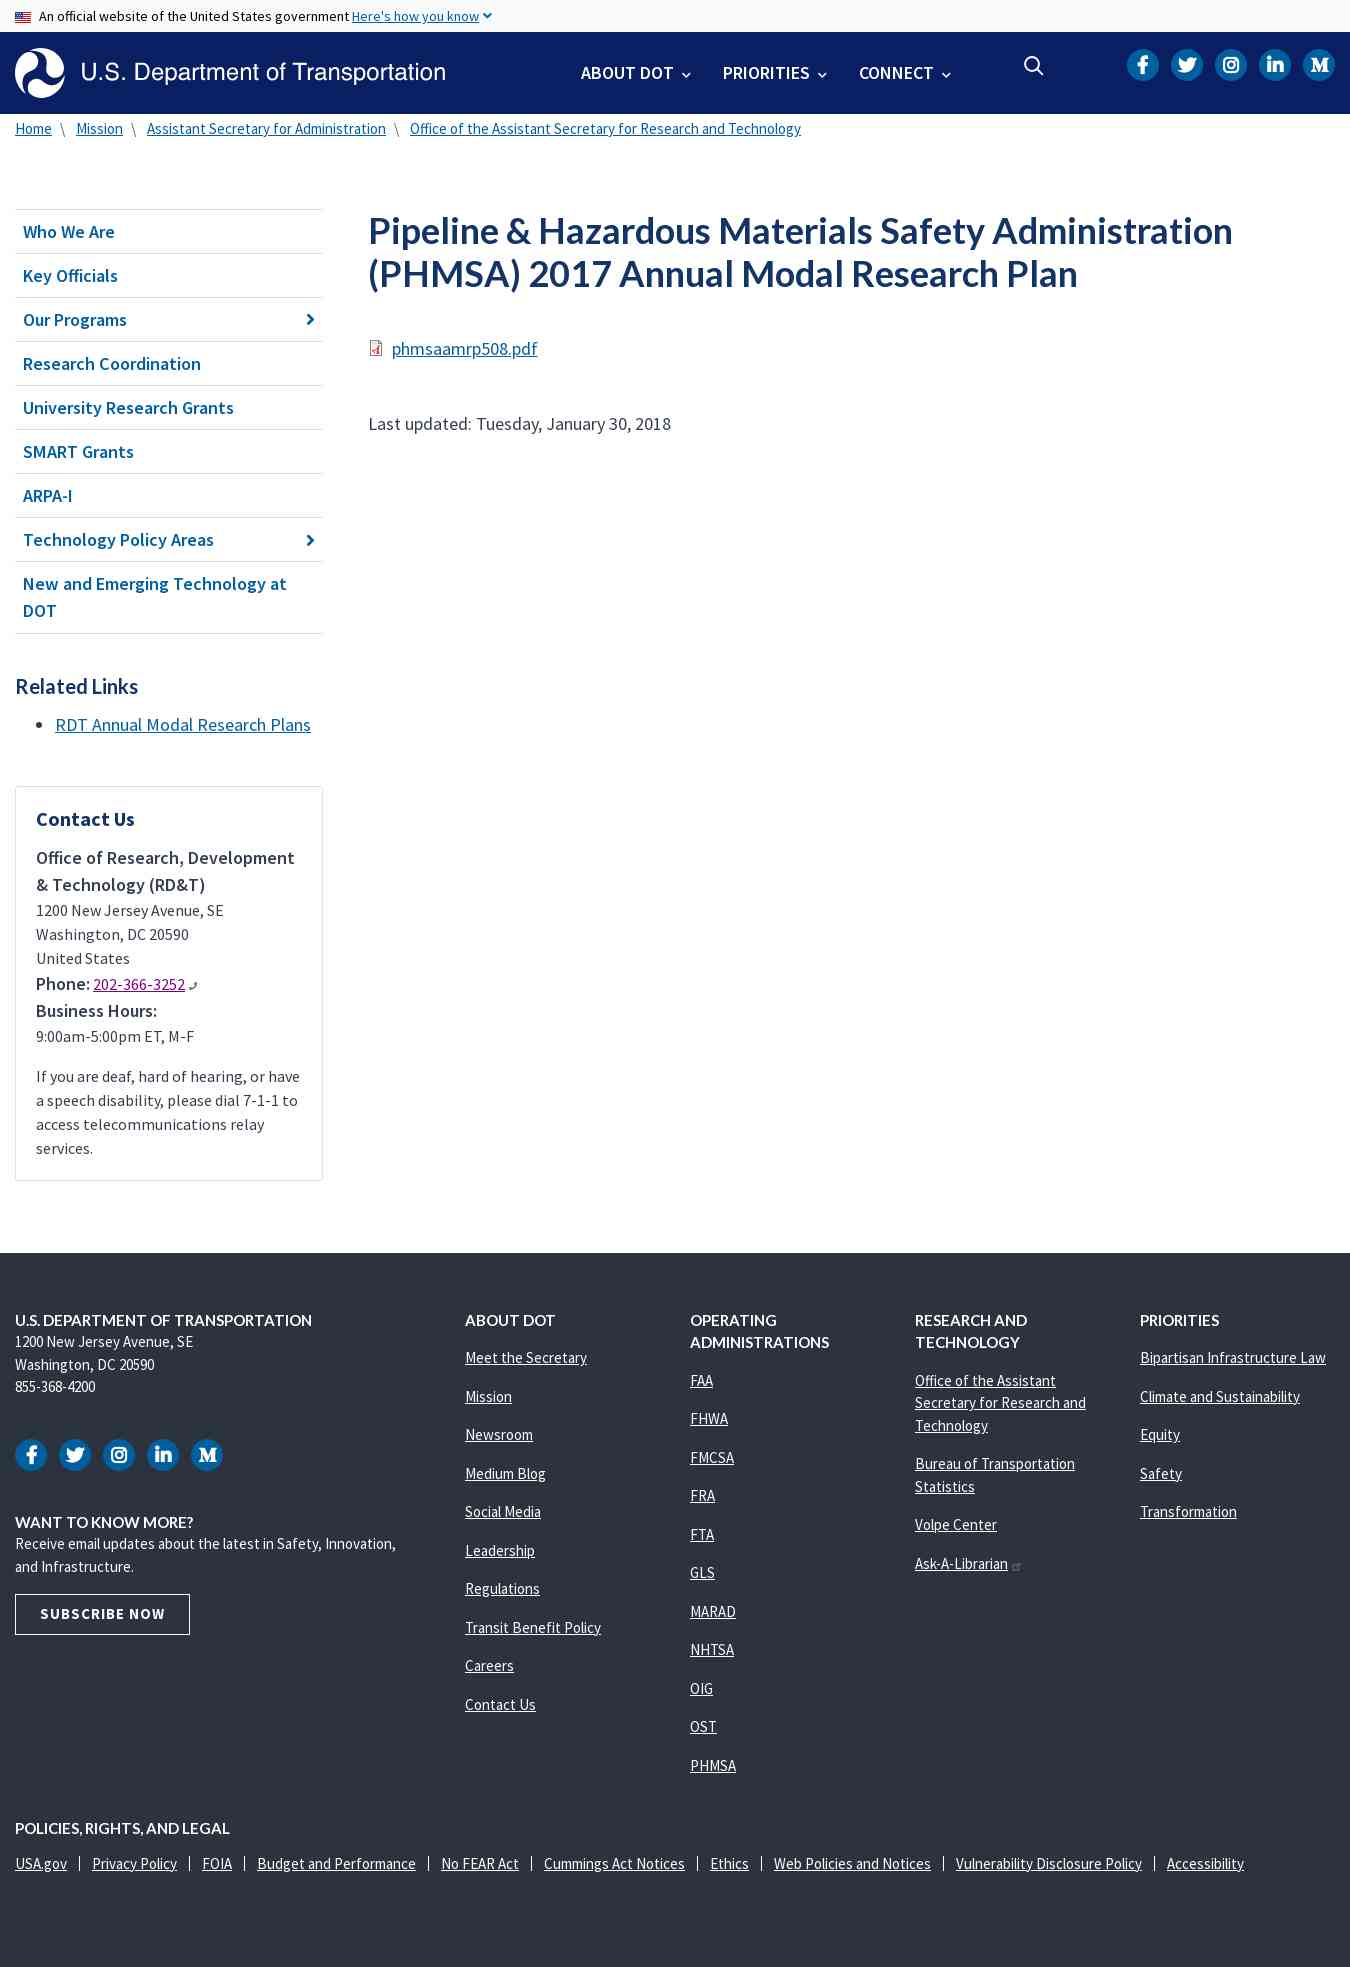 An official website of the United States government Here's how you know
U.S. Department of Transportation
ABOUT DOT
PRIORITIES
CONNECT
Home \ Mission \ Assistant Secretary for Administration \ Office of the Assistant Secretary for Research and Technology
Who We Are
Key Officials
Our Programs
Research Coordination
University Research Grants
SMART Grants
ARPA-I
Technology Policy Areas
New and Emerging Technology at
DOT
Related Links
RDT Annual Modal Research Plans
Contact Us
Office of Research, Development
& Technology (RD&T)
1200 New Jersey Avenue, SE
Washington, DC 20590
United States
Phone: 202-366-3252
Business Hours:
9:00am-5:00pm ET, M-F
If you are deaf, hard of hearing, or have
a speech disability, please dial 7-1-1 to
access telecommunications relay
services.
Pipeline & Hazardous Materials Safety Administration
(PHMSA) 2017 Annual Modal Research Plan
phmsaamrp508.pdf
Last updated: Tuesday, January 30, 2018
U.S. DEPARTMENT OF TRANSPORTATION
1200 New Jersey Avenue, SE
Washington, DC 20590
855-368-4200
WANT TO KNOW MORE?
Receive email updates about the latest in Safety, Innovation,
and Infrastructure.
SUBSCRIBE NOW
ABOUT DOT
Meet the Secretary
Mission
Newsroom
Medium Blog
Social Media
Leadership
Regulations
Transit Benefit Policy
Careers
Contact Us
OPERATING
ADMINISTRATIONS
FAA
FHWA
FMCSA
FRA
FTA
GLS
MARAD
NHTSA
OIG
OST
PHMSA
RESEARCH AND
TECHNOLOGY
Office of the Assistant
Secretary for Research and
Technology
Bureau of Transportation
Statistics
Volpe Center
Ask-A-Librarian
PRIORITIES
Bipartisan Infrastructure Law
Climate and Sustainability
Equity
Safety
Transformation
POLICIES, RIGHTS, AND LEGAL
USA.gov | Privacy Policy | FOIA | Budget and Performance | No FEAR Act | Cummings Act Notices | Ethics | Web Policies and Notices | Vulnerability Disclosure Policy | Accessibility